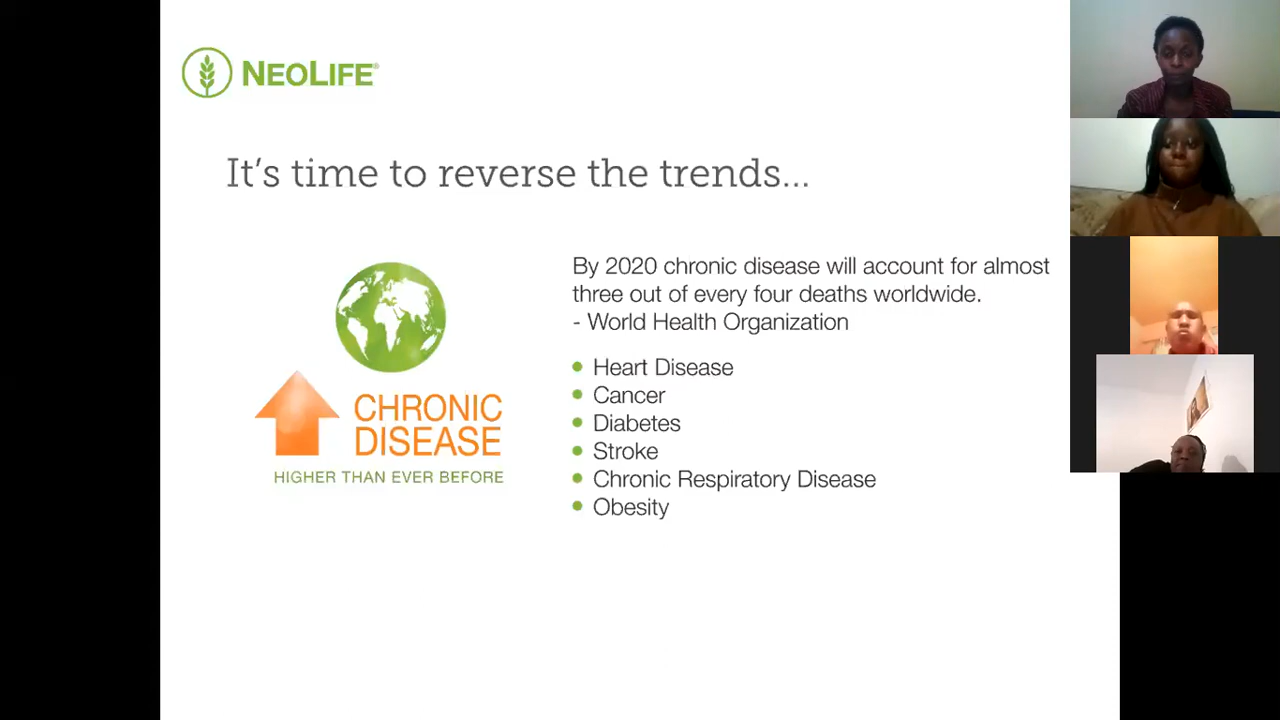 NEOLIFE®
It's time to reverse the trends...
By 2020 chronic disease will account for almost
three out of every four deaths worldwide.
- World Health Organization
• Heart Disease
• Cancer
• Diabetes
• Stroke
• Chronic Respiratory Disease
• Obesity
CHRONIC
DISEASE
HIGHER THAN EVER BEFORE